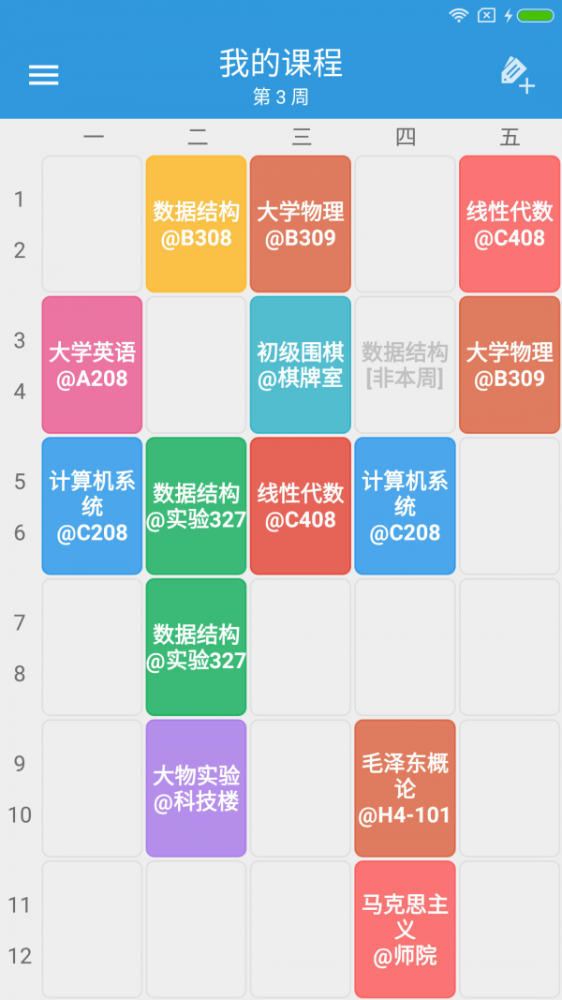 我的课程
第 3 周
一 二 三 四 五
1
2
数据结构
@B308
大学物理
@B309
线性代数
@C408
3
4
大学英语
@A208
初级围棋
@棋牌室
数据结构
[非本周]
大学物理
@B309
5
6
计算机系
统
@C208
数据结构
@实验327
线性代数
@C408
计算机系
统
@C208
7
8
数据结构
@实验327
9
10
大物实验
@科技楼
毛泽东概
论
@H4-101
11
12
马克思主
义
@师院